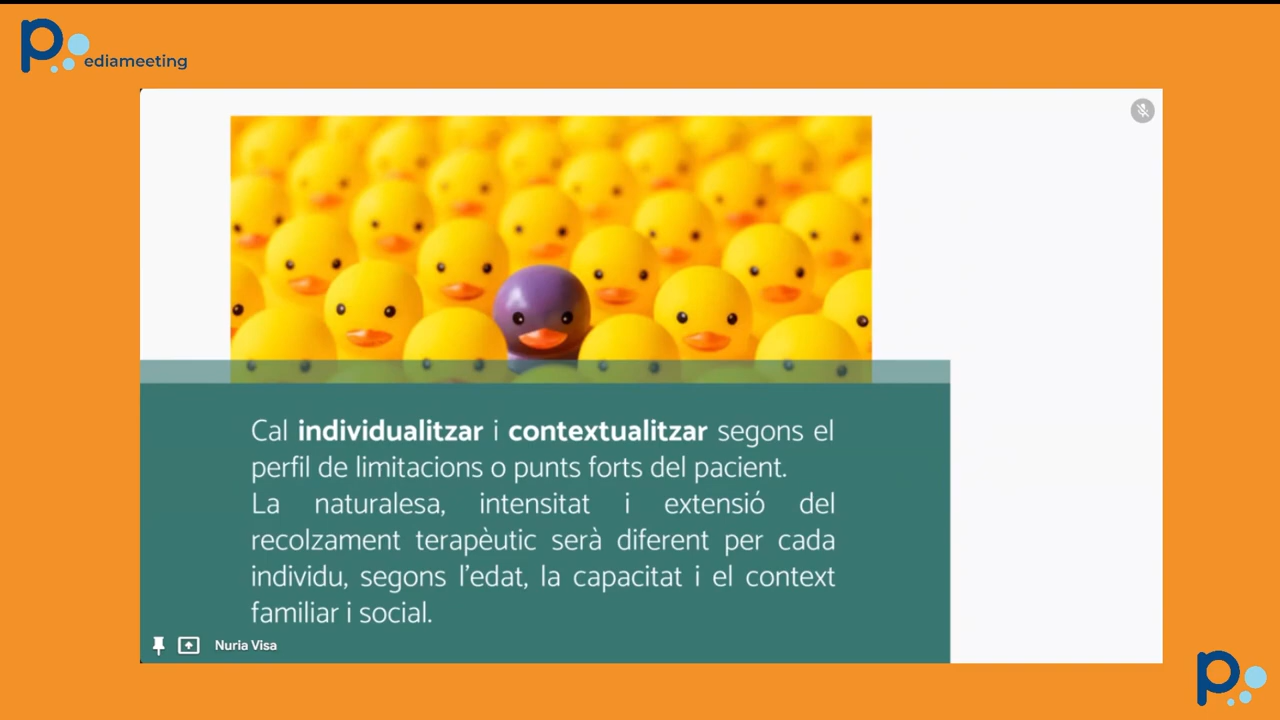 Pediameeting
Cal individualitzar i contextualitzar segons el
perfil de limitacions o punts forts del pacient.
La naturalesa, intensitat i extensió del
recolzament terapèutic serà diferent per cada
individu, segons l'edat, la capacitat i el context
familiar i social.
Nuria Visa
P